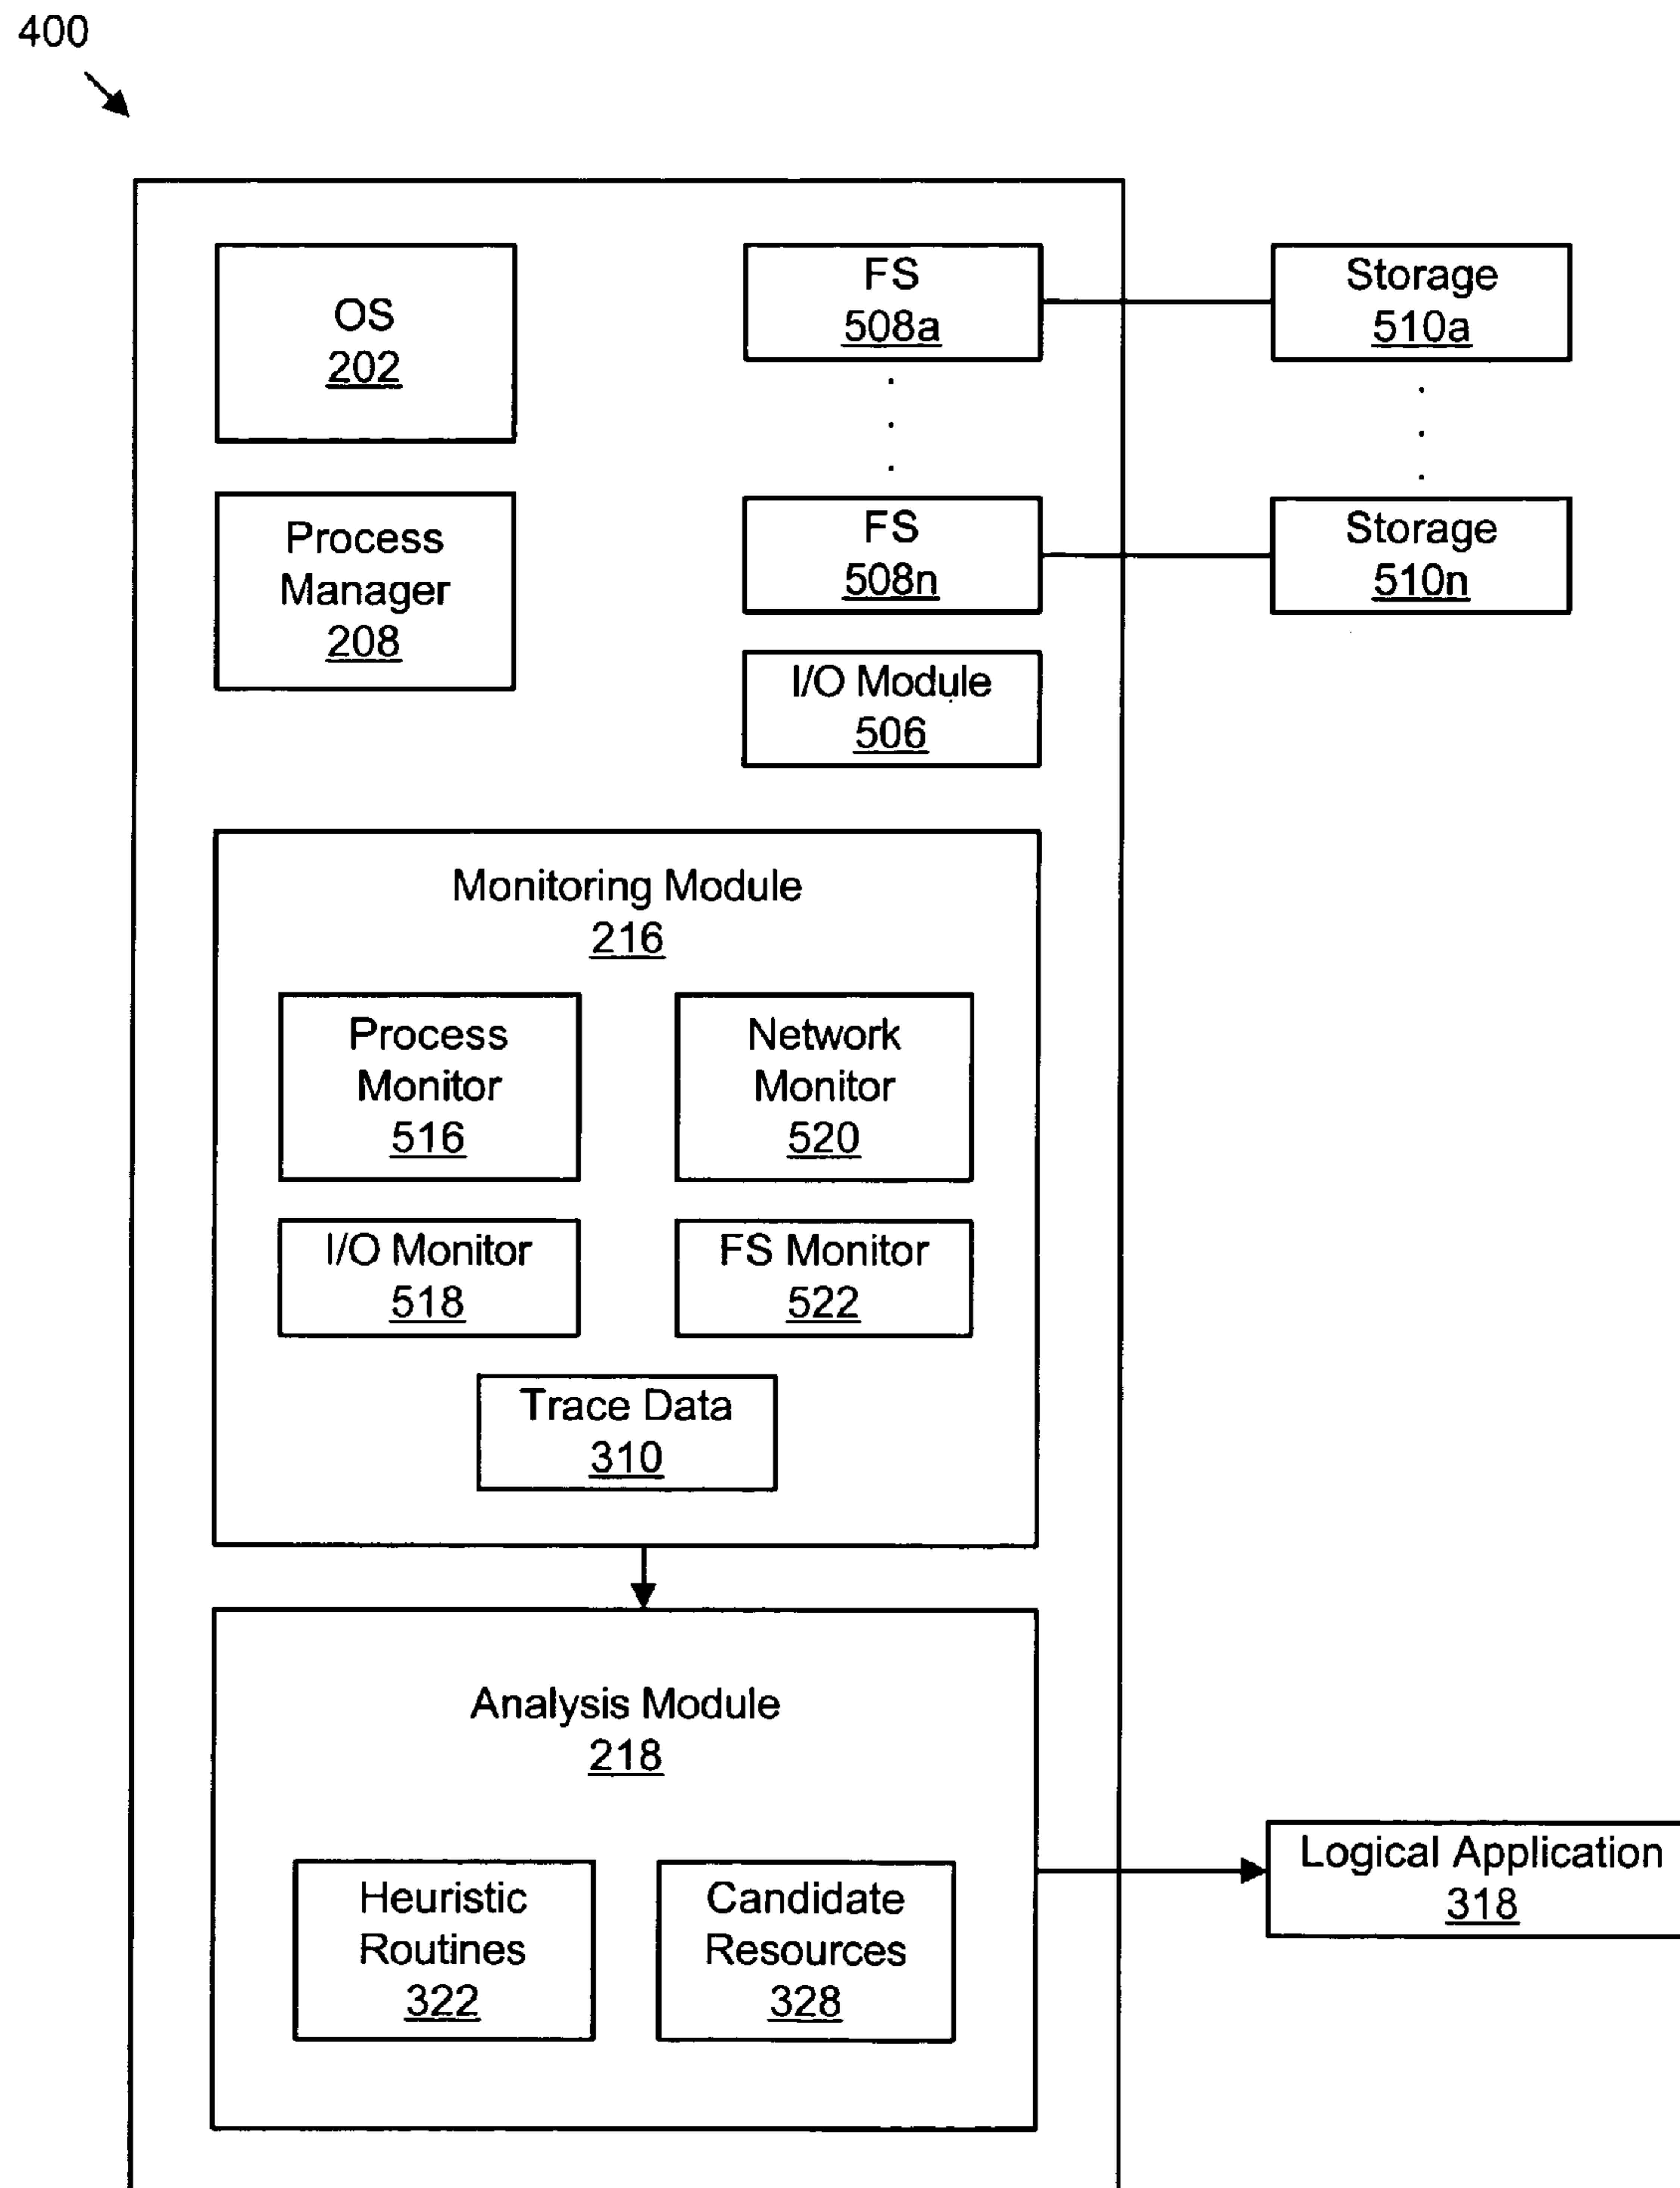 400
OS
202
FS
508a
Storage
510a
.
.
.
.
.
.
Process
Manager
208
FS
508n
Storage
510n
I/O Module
506
Monitoring Module
216
Process
Monitor
516
Network
Monitor
520
I/O Monitor
518
FS Monitor
522
Trace Data
310
Analysis Module
218
Heuristic
Routines
322
Candidate
Resources
328
Logical Application
318